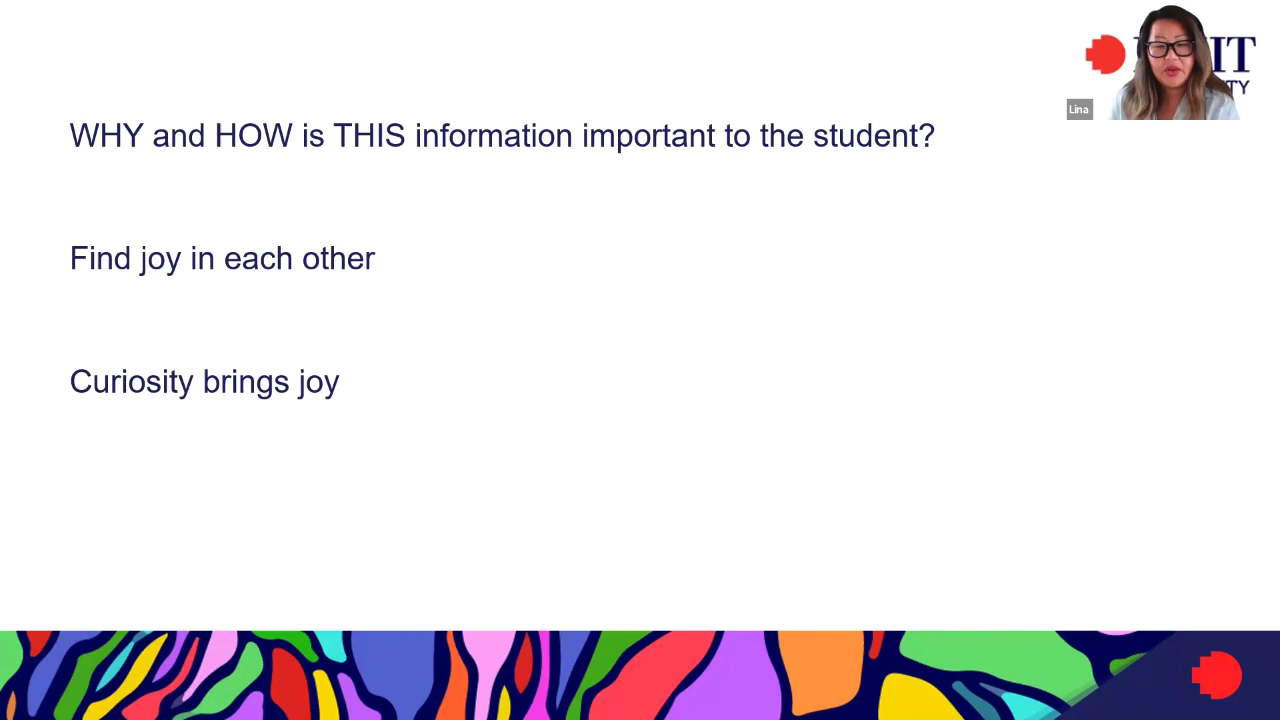 Lina
WHY and HOW is THIS information important to the student?
Find joy in each other
Curiosity brings joy